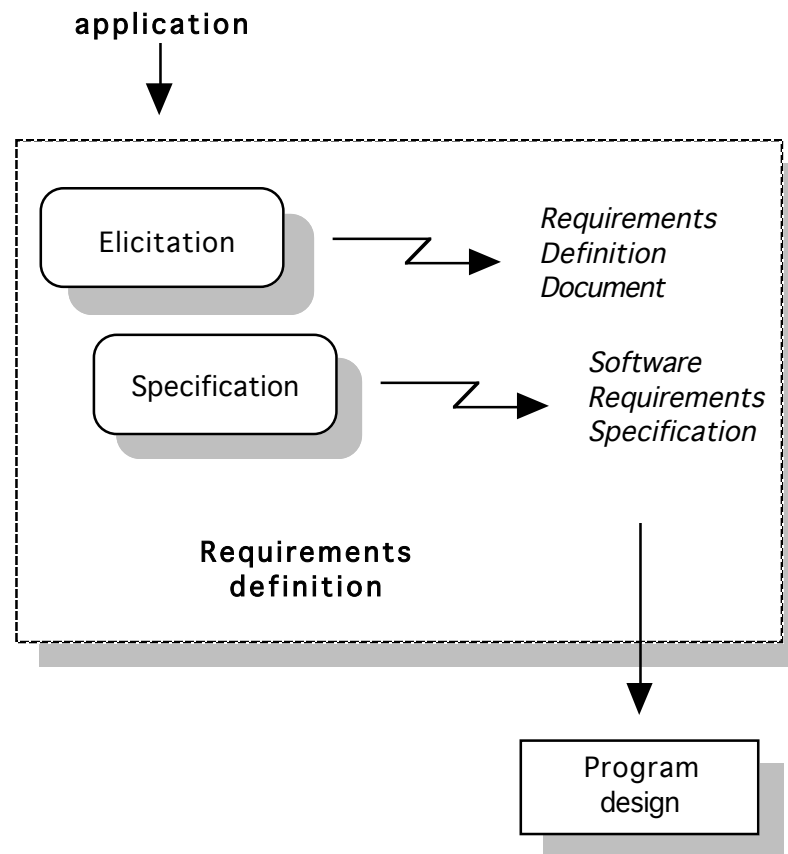 application
Elicitation
Requirements
Definition
Document
Specification
Software
Requirements
Specification
Requirements
definition
Program
design